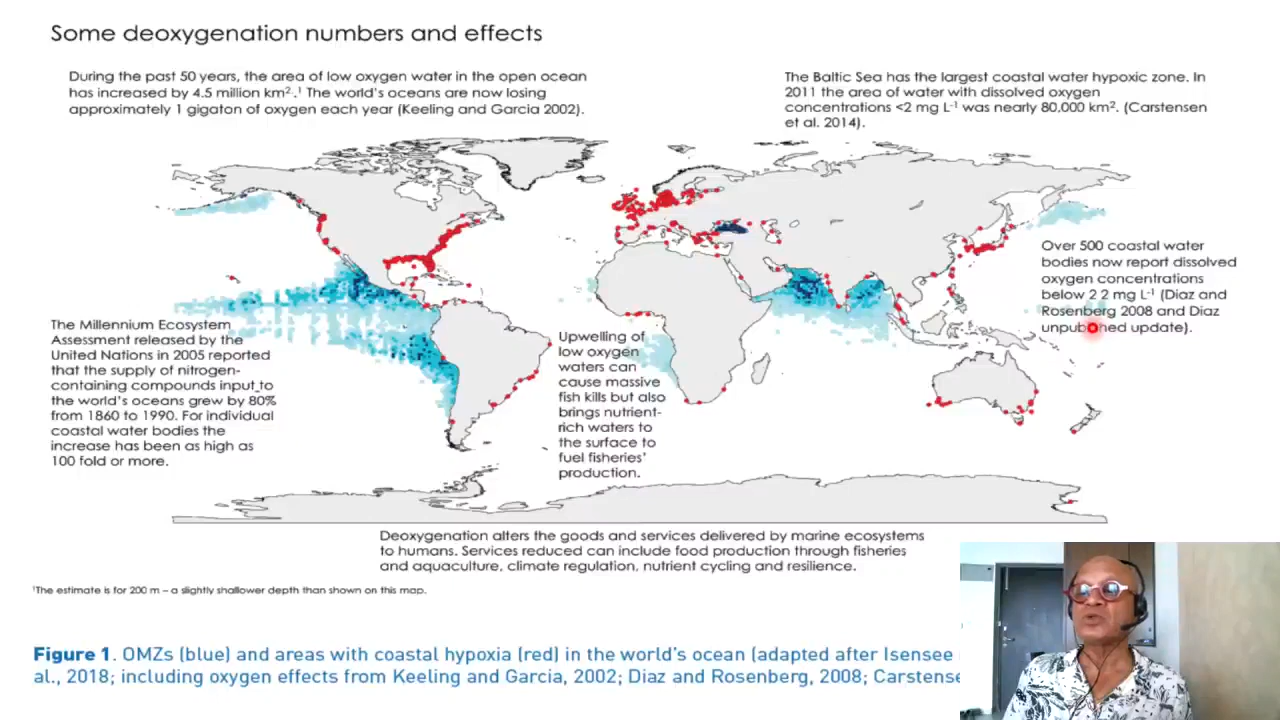 Some deoxygenation numbers and effects
During the past 50 years, the area of low oxygen water in the open ocean
has increased by 4.5 million km².¹ The world's oceans are now losing
approximately 1 gigaton of oxygen each year (Keeling and Garcia 2002).
The Baltic Sea has the largest coastal water hypoxic zone. In
2011 the area of water with dissolved oxygen
concentrations <2 mg L⁻¹ was nearly 80,000 km². (Carstensen
et al. 2014).
Over 500 coastal water
bodies now report dissolved
oxygen concentrations
below 2 2 mg L⁻¹ (Diaz and
Rosenberg 2008 and Diaz
update).
The Millennium Ecosystem
Assessment released by the
United Nations in 2005 reported
that the supply of nitrogen-
containing compounds input to
the world's oceans grew by 80%
from 1860 to 1990. For individual
coastal water bodies the
increase has been as high as
100 fold or more.
Upwelling of
low oxygen
waters can
cause massive
fish kills but also
brings nutrient-
rich waters to
the surface to
fuel fisheries'
production.
Deoxygenation alters the goods and services delivered by marine ecosystems
to humans. Services reduced can include food production through fisheries
and aquaculture, climate regulation, nutrient cycling and resilience.
¹The estimate is for 200 m – a slightly shallower depth than shown on this map.
Figure 1. OMZs (blue) and areas with coastal hypoxia (red) in the world's ocean (adapted after Isensee
al., 2018; including oxygen effects from Keeling and Garcia, 2002; Diaz and Rosenberg, 2008; Carstense